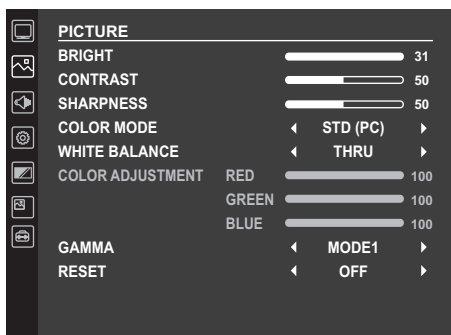 PICTURE
BRIGHT 31
CONTRAST 50
SHARPNESS 50
COLOR MODE STD (PC)
WHITE BALANCE THRU
COLOR ADJUSTMENT RED 100
GREEN 100
BLUE 100
GAMMA MODE1
RESET OFF